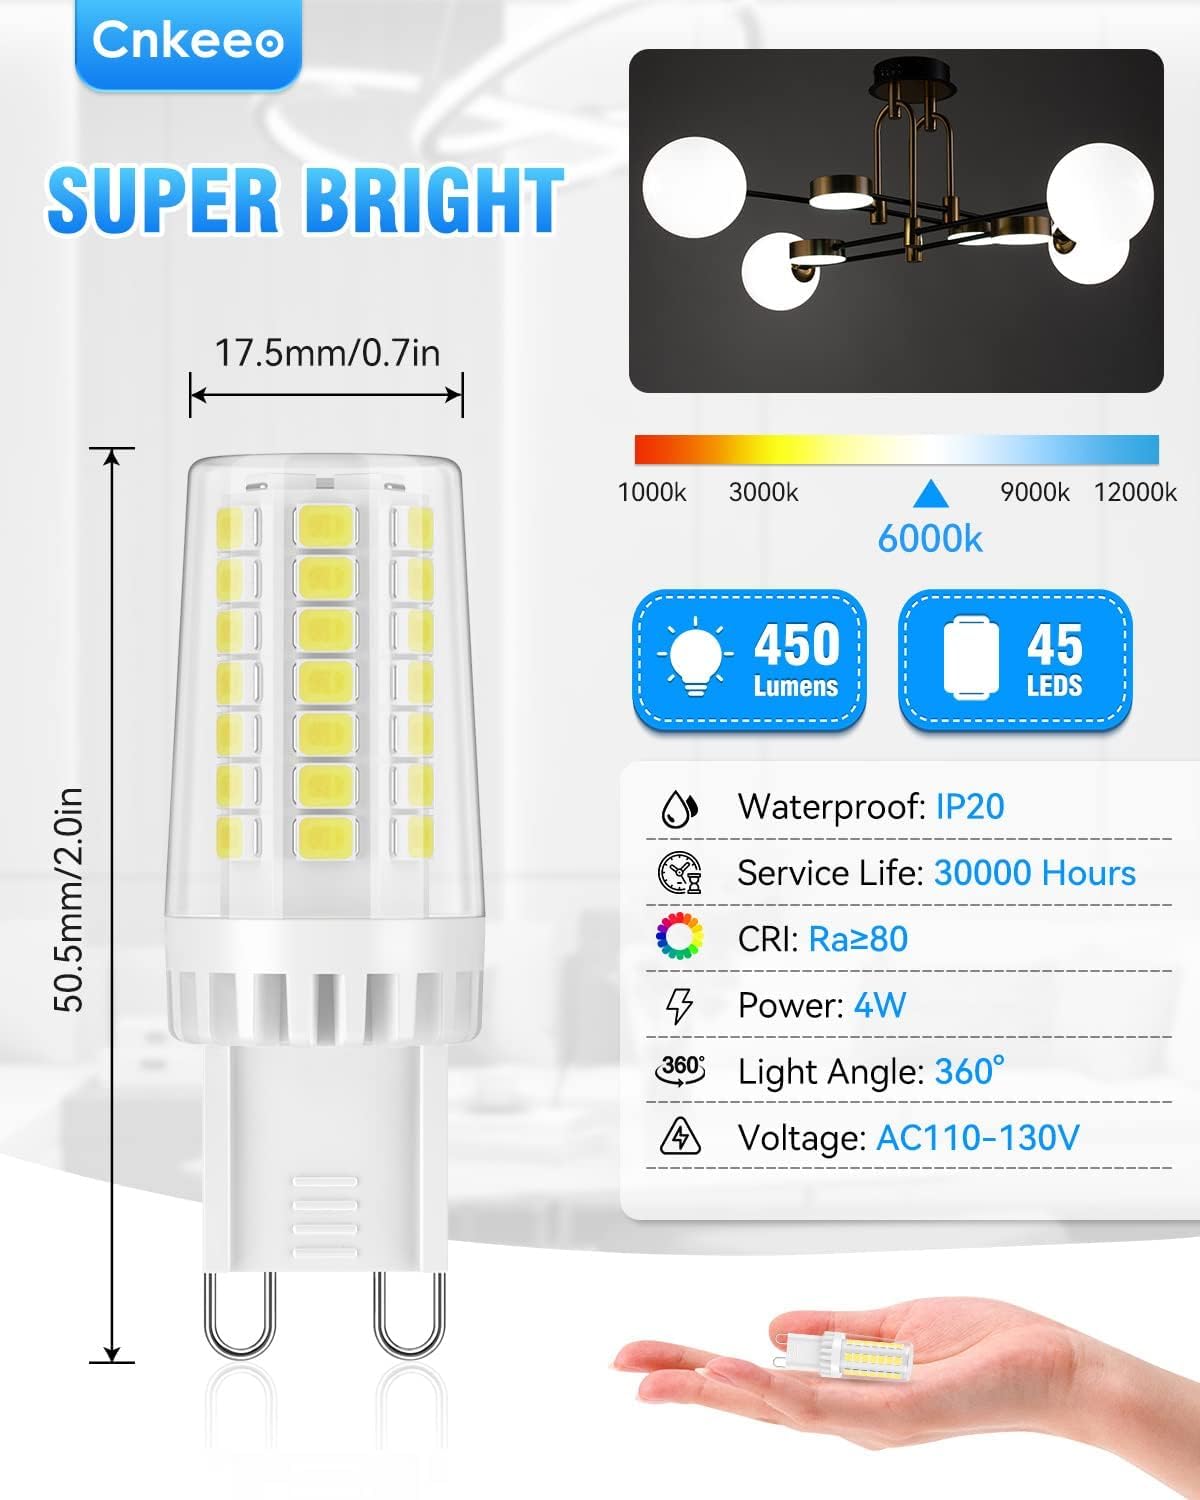 Cnkeeo
SUPER BRIGHT
17.5mm/0.7in
50.5mm/2.0in
1000k 3000k 9000k 12000k
6000k
450
Lumens
45
LEDS
Waterproof: IP20
Service Life: 30000 Hours
CRI: Ra≥80
Power: 4W
360° Light Angle: 360°
Voltage: AC110-130V